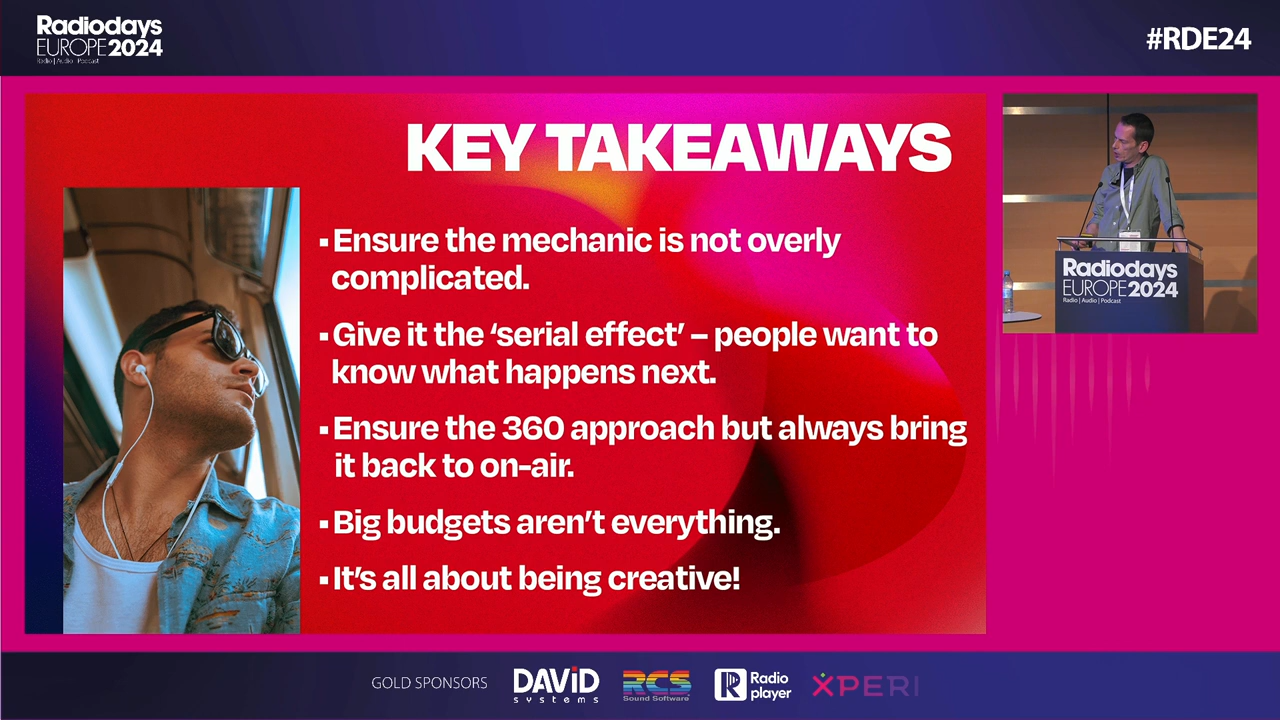 Radiodays
EUROPE 2024
Radio | Audio | Podcast
#RDE24
KEY TAKEAWAYS
▪ Ensure the mechanic is not overly
complicated.
▪ Give it the ‘serial effect’ – people want to
know what happens next.
▪ Ensure the 360 approach but always bring
it back to on-air.
▪ Big budgets aren’t everything.
▪ It’s all about being creative!
Radiodays
EUROPE 2024
Radio | Audio | Podcast
GOLD SPONSORS
DAViD
systems
RCS
Sound Software
Radio
player
XPERI